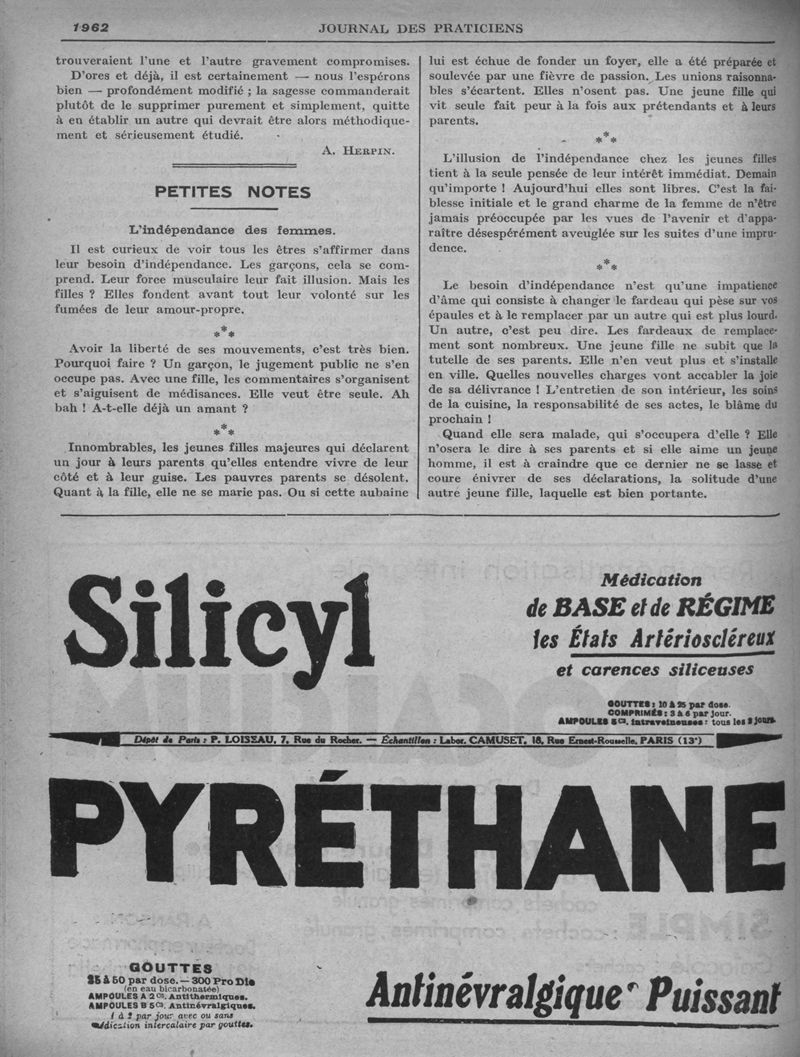 1962
JOURNAL DES PRATICIENS
trouveraient l'une et l'autre gravement compromises.
D'ores et déjà, il est certainement — nous l'espérons
bien — profondément modifié ; la sagesse commanderait
plutôt de le supprimer purement et simplement, quitte
à en établir un autre qui devrait être alors méthodique-
ment et sérieusement étudié.
A. HERPIN.
PETITES NOTES
L'indépendance des femmes.
Il est curieux de voir tous les êtres s'affirmer dans
leur besoin d'indépendance. Les garçons, cela se com-
prend. Leur force musculaire leur fait illusion. Mais les
filles ? Elles fondent avant tout leur volonté sur les
fumées de leur amour-propre.
***
Avoir la liberté de ses mouvements, c'est très bien.
Pourquoi faire ? Un garçon, le jugement public ne s'en
occupe pas. Avec une fille, les commentaires s'organisent
et s'aiguisent de médisances. Elle veut être seule. Ah
bah ! A-t-elle déjà un amant ?
***
Innombrables, les jeunes filles majeures qui déclarent
un jour à leurs parents qu'elles entendre vivre de leur
côté et à leur guise. Les pauvres parents se désolent.
Quant à la fille, elle ne se marie pas. Ou si cette aubaine
lui est échue de fonder un foyer, elle a été préparée et
soulevée par une fièvre de passion. Les unions raisonna-
bles s'écartent. Elles n'osent pas. Une jeune fille qui
vit seule fait peur à la fois aux prétendants et à leurs
parents.
***
L'illusion de l'indépendance chez les jeunes filles
tient à la seule pensée de leur intérêt immédiat. Demain
qu'importe ! Aujourd'hui elles sont libres. C'est la fai-
blesse initiale et le grand charme de la femme de n'être
jamais préoccupée par les vues de l'avenir et d'appa-
raître désespérément aveuglée sur les suites d'une impru-
dence.
***
Le besoin d'indépendance n'est qu'une impatience
d'âme qui consiste à changer le fardeau qui pèse sur vos
épaules et à le remplacer par un autre qui est plus lourd.
Un autre, c'est peu dire. Les fardeaux de remplace-
ment sont nombreux. Une jeune fille ne subit que la
tutelle de ses parents. Elle n'en veut plus et s'installe
en ville. Quelles nouvelles charges vont accabler la joie
de sa délivrance ! L'entretien de son intérieur, les soins
de la cuisine, la responsabilité de ses actes, le blâme du
prochain !
Quand elle sera malade, qui s'occupera d'elle ? Elle
n'osera le dire à ses parents et si elle aime un jeune
homme, il est à craindre que ce dernier ne se lasse et
coure énivrer de ses déclarations, la solitude d'une
autre jeune fille, laquelle est bien portante.
Silicyl
Médication
de BASE et de RÉGIME
les États Artérioscléreux
et carences siliceuses
GOUTTES : 10 à 25 par dose.
COMPRIMÉS : 3 à 6 par jour.
AMPOULES 5 cs. intraveineuses : tous les 2 jours.
Dépôt de Paris : P. LOISEAU, 7, Rue du Rocher. — Échantillon : Labor. CAMUSET, 18, Rue Ernest-Rousselle, PARIS (13e)
PYRÉTHANE
GOUTTES
25 à 50 par dose. — 300 Pro Die
(en eau bicarbonatée)
AMPOULES A 2 cs. Antithermiques.
AMPOULES B 5 cs. Antinévralgiques.
1 à 2 par jour avec ou sans
médication intercalaire par gouttes.
Antinévralgique Puissant